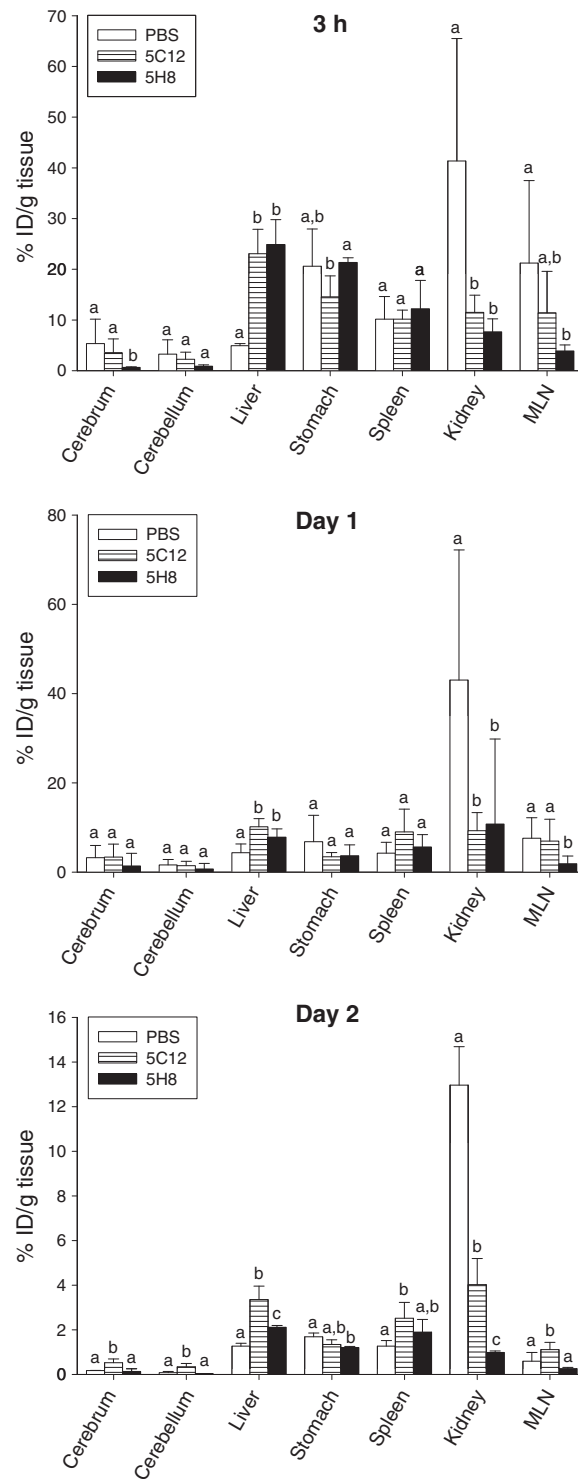 3 h
PBS
5C12
5H8
% ID/g tissue
70
60
50
40
30
20
10
0
a a b
a a a
a b b
a,b b a
a a a
a b b
a a,b b
Cerebrum Cerebellum Liver Stomach Spleen Kidney MLN
Day 1
PBS
5C12
5H8
% ID/g tissue
80
60
40
20
0
a a a
a a a
a b b
a a a
a a a
a b b
a a b
Cerebrum Cerebellum Liver Stomach Spleen Kidney MLN
Day 2
PBS
5C12
5H8
% ID/g tissue
16
14
12
10
8
6
4
2
0
a b a
a b a
a b c
a a,b b
a b a,b
a b c
a b a
Cerebrum Cerebellum Liver Stomach Spleen Kidney MLN